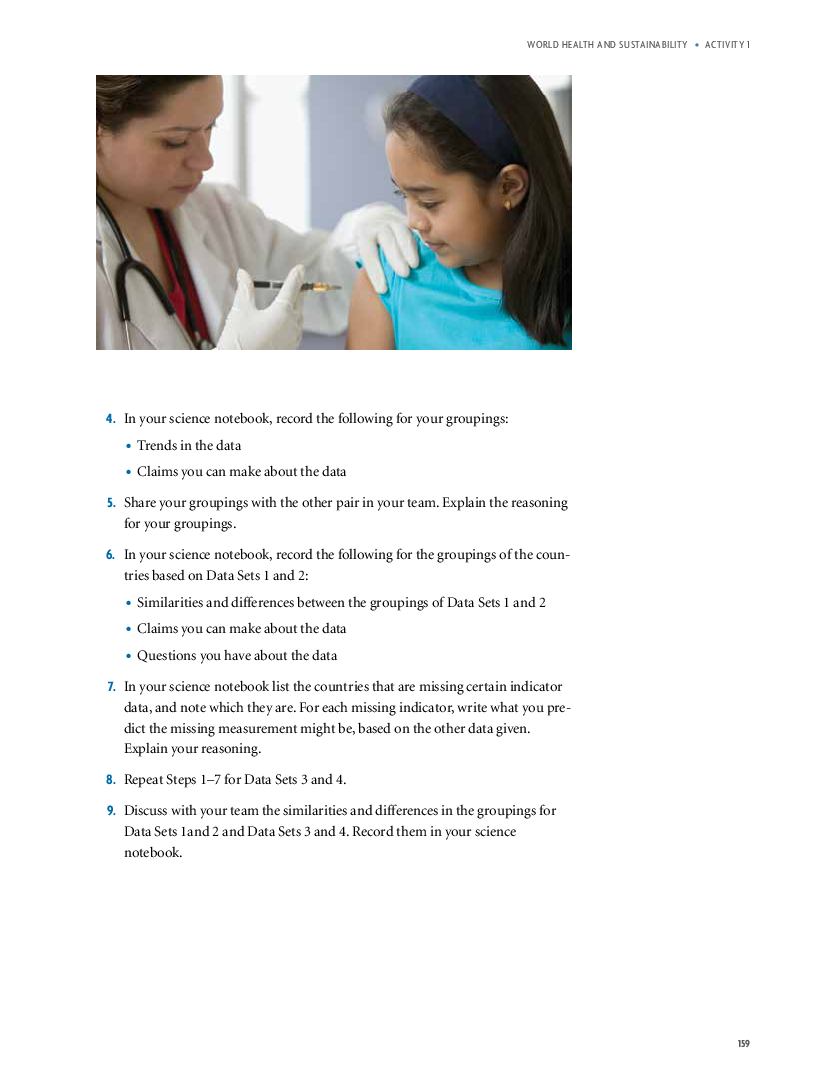 WORLD HEALTH AND SUSTAINABILITY • ACTIVITY 1
4. In your science notebook, record the following for your groupings:
• Trends in the data
• Claims you can make about the data
5. Share your groupings with the other pair in your team. Explain the reasoning
for your groupings.
6. In your science notebook, record the following for the groupings of the coun-
tries based on Data Sets 1 and 2:
• Similarities and differences between the groupings of Data Sets 1 and 2
• Claims you can make about the data
• Questions you have about the data
7. In your science notebook list the countries that are missing certain indicator
data, and note which they are. For each missing indicator, write what you pre-
dict the missing measurement might be, based on the other data given.
Explain your reasoning.
8. Repeat Steps 1–7 for Data Sets 3 and 4.
9. Discuss with your team the similarities and differences in the groupings for
Data Sets 1and 2 and Data Sets 3 and 4. Record them in your science
notebook.
159